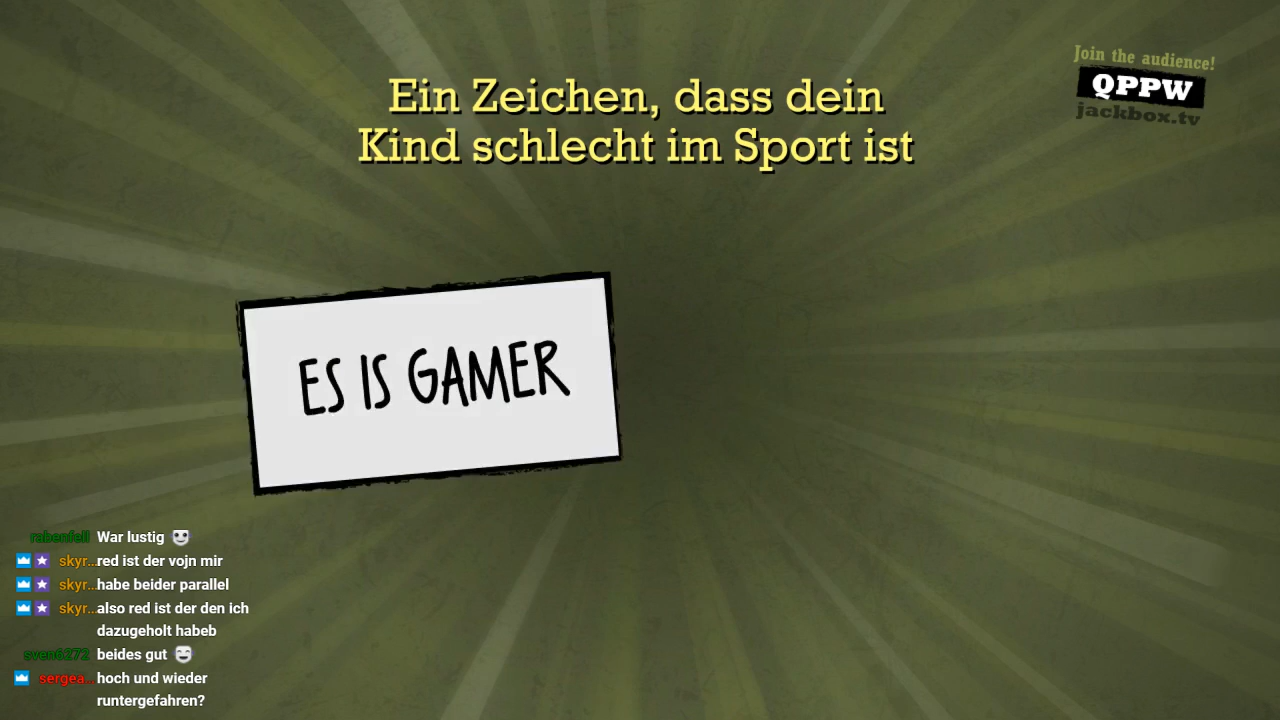 Join the audience!
QPPW
jackbox.tv
Ein Zeichen, dass dein
Kind schlecht im Sport ist
ES IS GAMER
rabenfell War lustig
skyr... red ist der vojn mir
skyr... habe beider parallel
skyr... also red ist der den ich
dazugeholt habeb
sven6272 beides gut
sergea... hoch und wieder
runtergefahren?